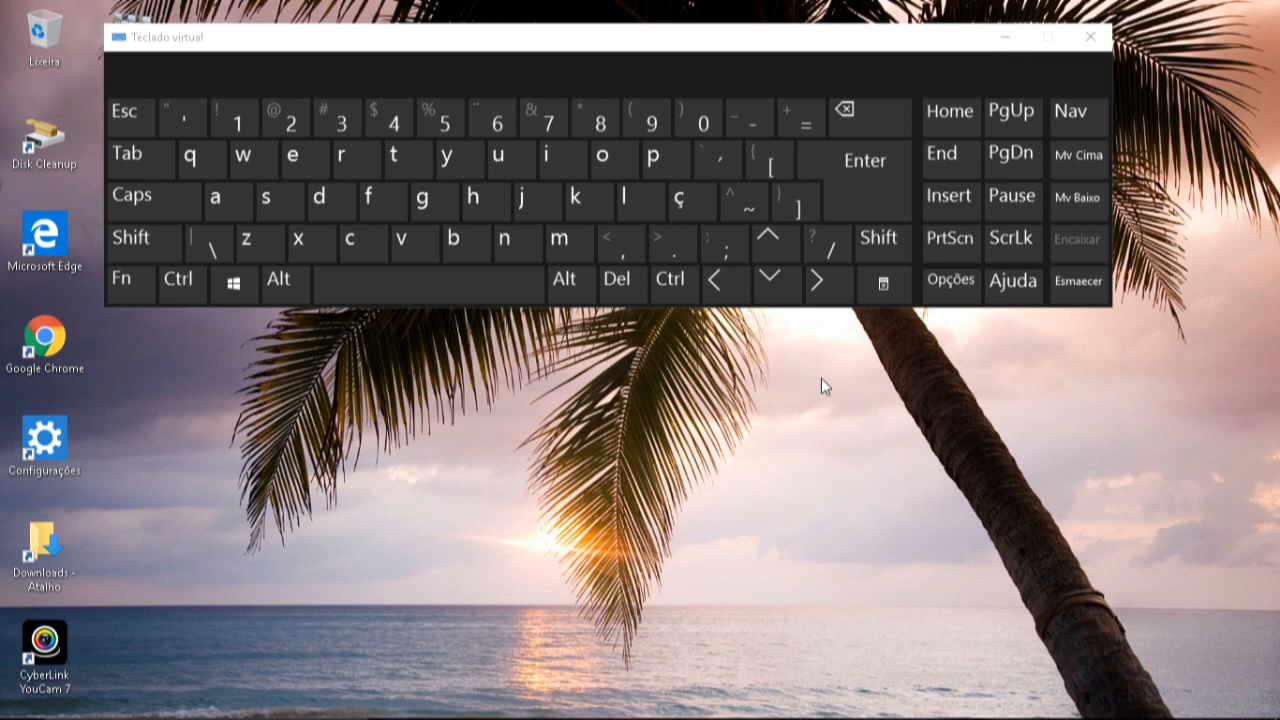 Lixeira
Disk Cleanup
Microsoft Edge
Google Chrome
Configurações
Downloads -
Atalho
CyberLink
YouCam 7
Teclado virtual
Esc " ' ! 1 @ 2 # 3 $ 4 % 5 ¨ 6 & 7 * 8 ( 9 ) 0 _ - + = Home PgUp Nav
Tab q w e r t y u i o p ` ´ { [ Enter End PgDn Mv Cima
Caps a s d f g h j k l ç ^ ~ } ] Insert Pause Mv Baixo
Shift | \ z x c v b n m < , > . : ; ? / Shift PrtScn ScrLk Encaixar
Fn Ctrl Alt Alt Del Ctrl Opções Ajuda Esmaecer